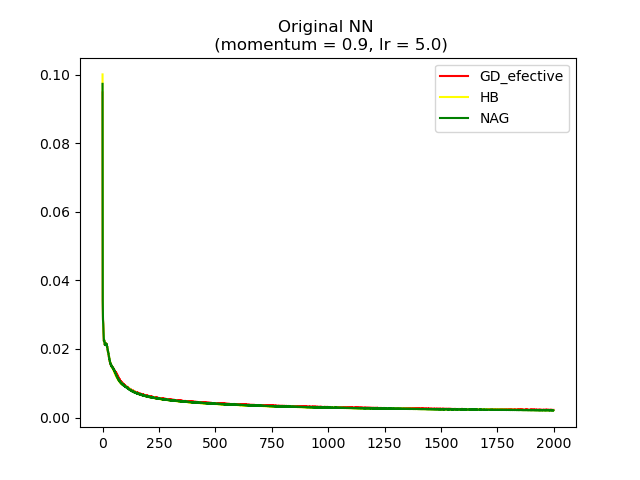 Original NN
(momentum = 0.9, lr = 5.0)
GD_efective
HB
NAG
0.10
0.08
0.06
0.04
0.02
0.00
0 250 500 750 1000 1250 1500 1750 2000